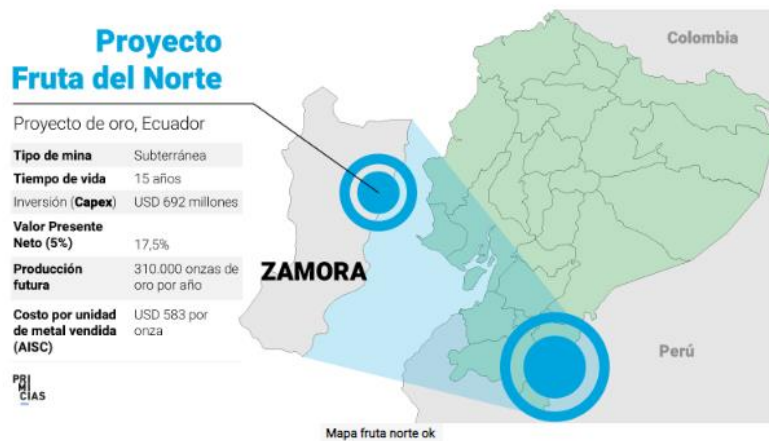 Proyecto
Fruta del Norte
Colombia
Proyecto de oro, Ecuador
Tipo de mina Subterránea
Tiempo de vida 15 años
Inversión (Capex) USD 692 millones
Valor Presente
Neto (5%) 17,5%
Producción 310.000 onzas de
futura oro por año
Costo por unidad USD 583 por
de metal vendida onza
(AISC)
ZAMORA
Perú
PRI
MI
CIAS
Mapa fruta norte ok